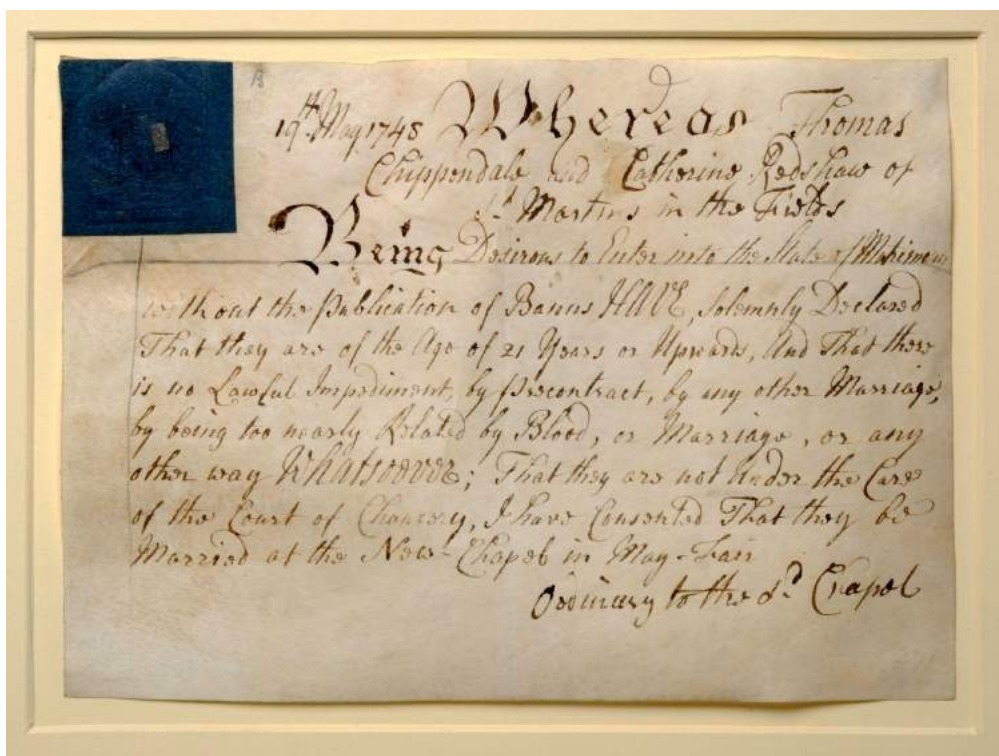 B
19th May 1748 Whereas Thomas
Chippendale and Catherine Redshaw of
St. Martins in the Fields
Being Desirous to Enter into the State of Matrimony
without the publication of Banns HAVE, Solemnly Declared
That they are of the Age of 21 Years or Upwards, And That there
is no Lawful Impediment, by precontract, by any other Marriage,
by being too nearly Related by Blood, or Marriage, or any
other way Whatsoever; That they are not Under the Care
of the Court of Chancery, I have Consented That they be
Married at the New-Chapel in May-Fair
Ordinary to the sd. Chapel